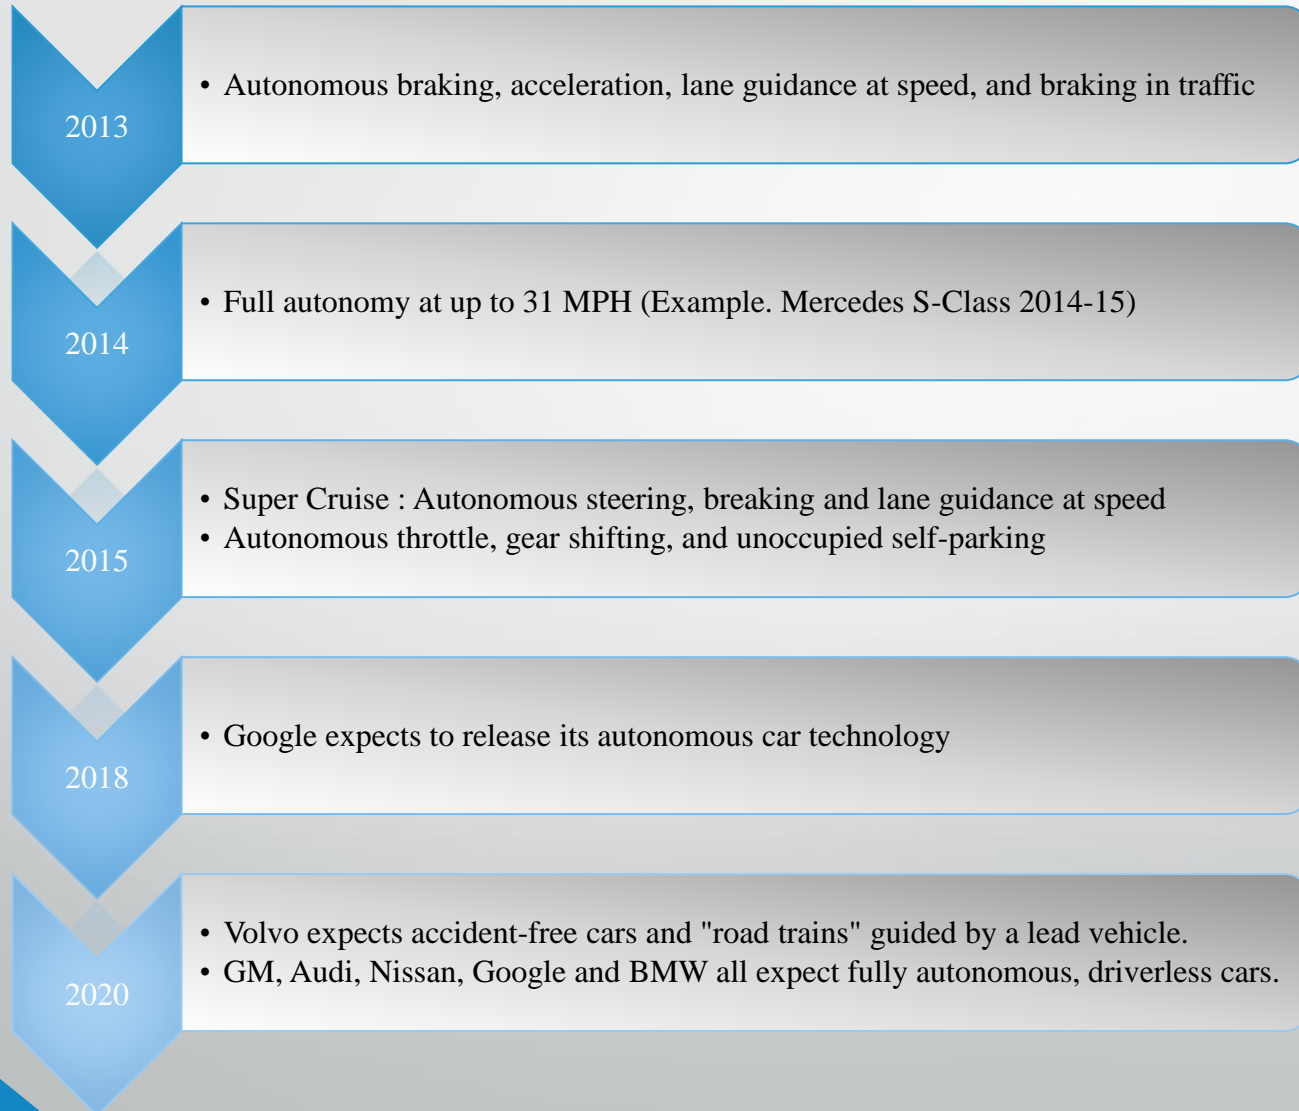 2013
• Autonomous braking, acceleration, lane guidance at speed, and braking in traffic
2014
• Full autonomy at up to 31 MPH (Example. Mercedes S-Class 2014-15)
2015
• Super Cruise : Autonomous steering, breaking and lane guidance at speed
• Autonomous throttle, gear shifting, and unoccupied self-parking
2018
• Google expects to release its autonomous car technology
2020
• Volvo expects accident-free cars and "road trains" guided by a lead vehicle.
• GM, Audi, Nissan, Google and BMW all expect fully autonomous, driverless cars.